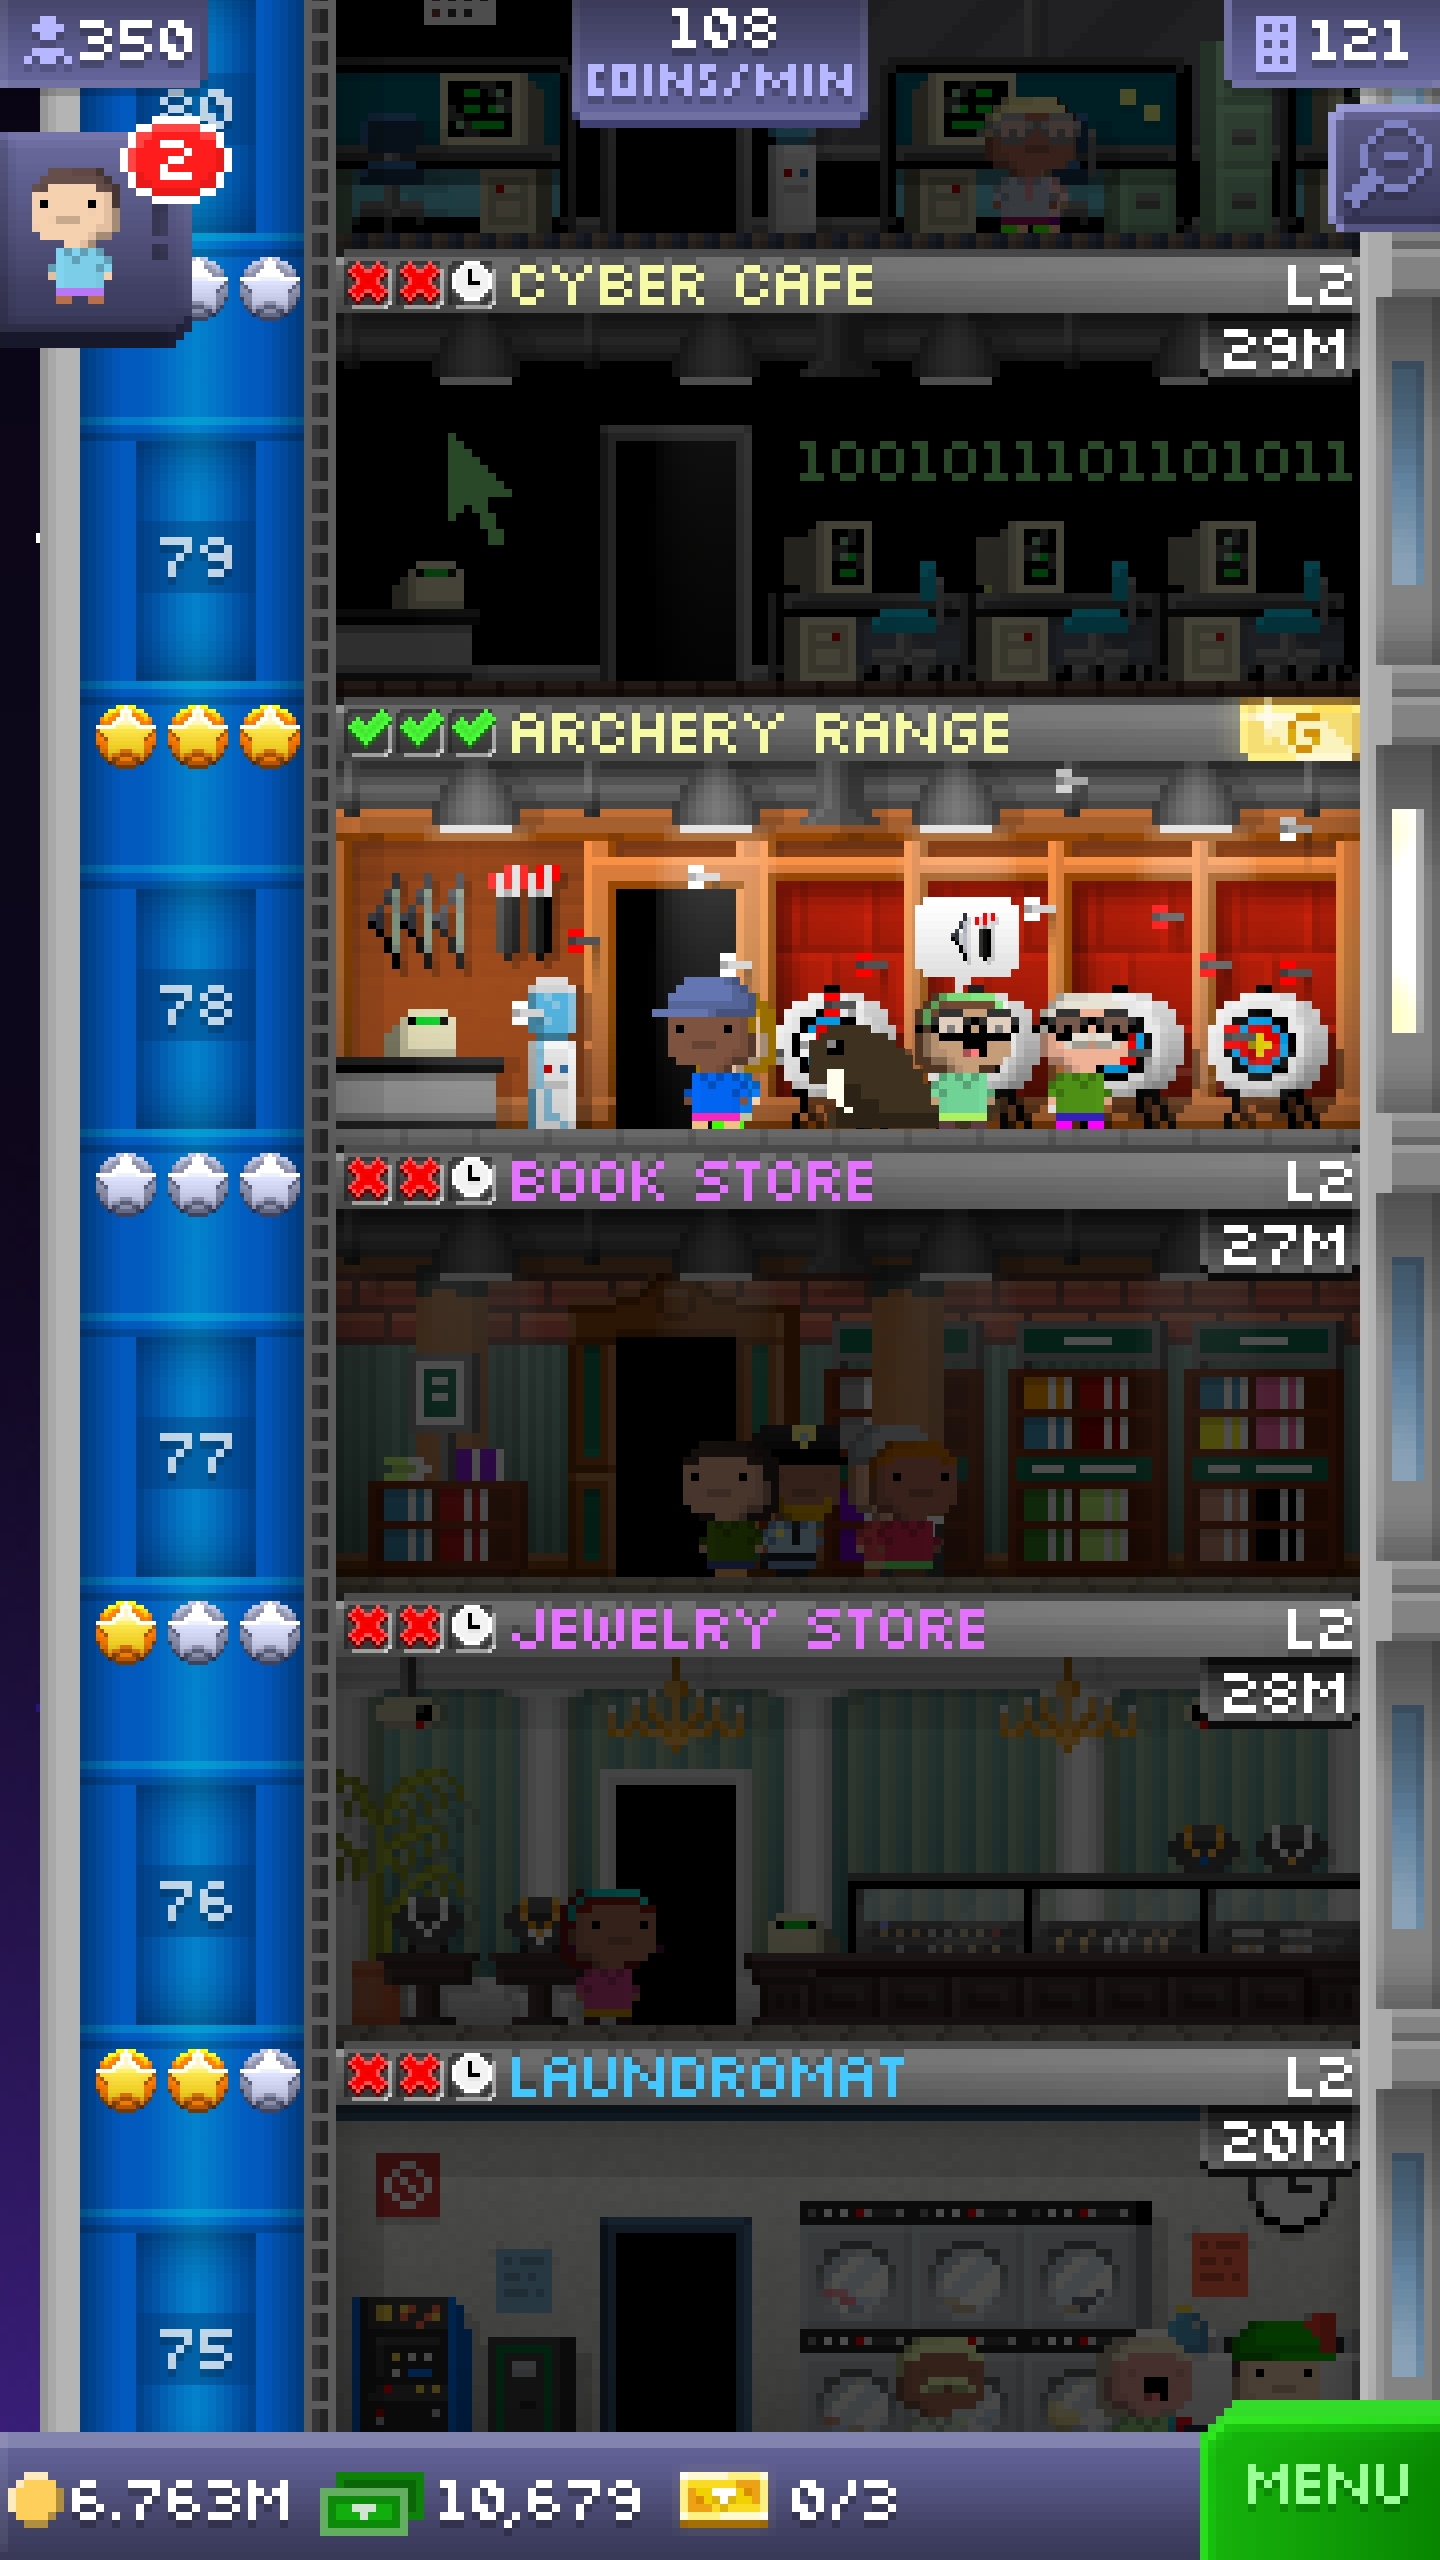 350
108
COINS/MIN
121
80
2
CYBER CAFE L2
29M
1001011101101011
79
ARCHERY RANGE G
78
BOOK STORE L2
27M
77
JEWELRY STORE L2
28M
76
LAUNDROMAT L2
20M
75
6.763M 10,679 0/3
MENU